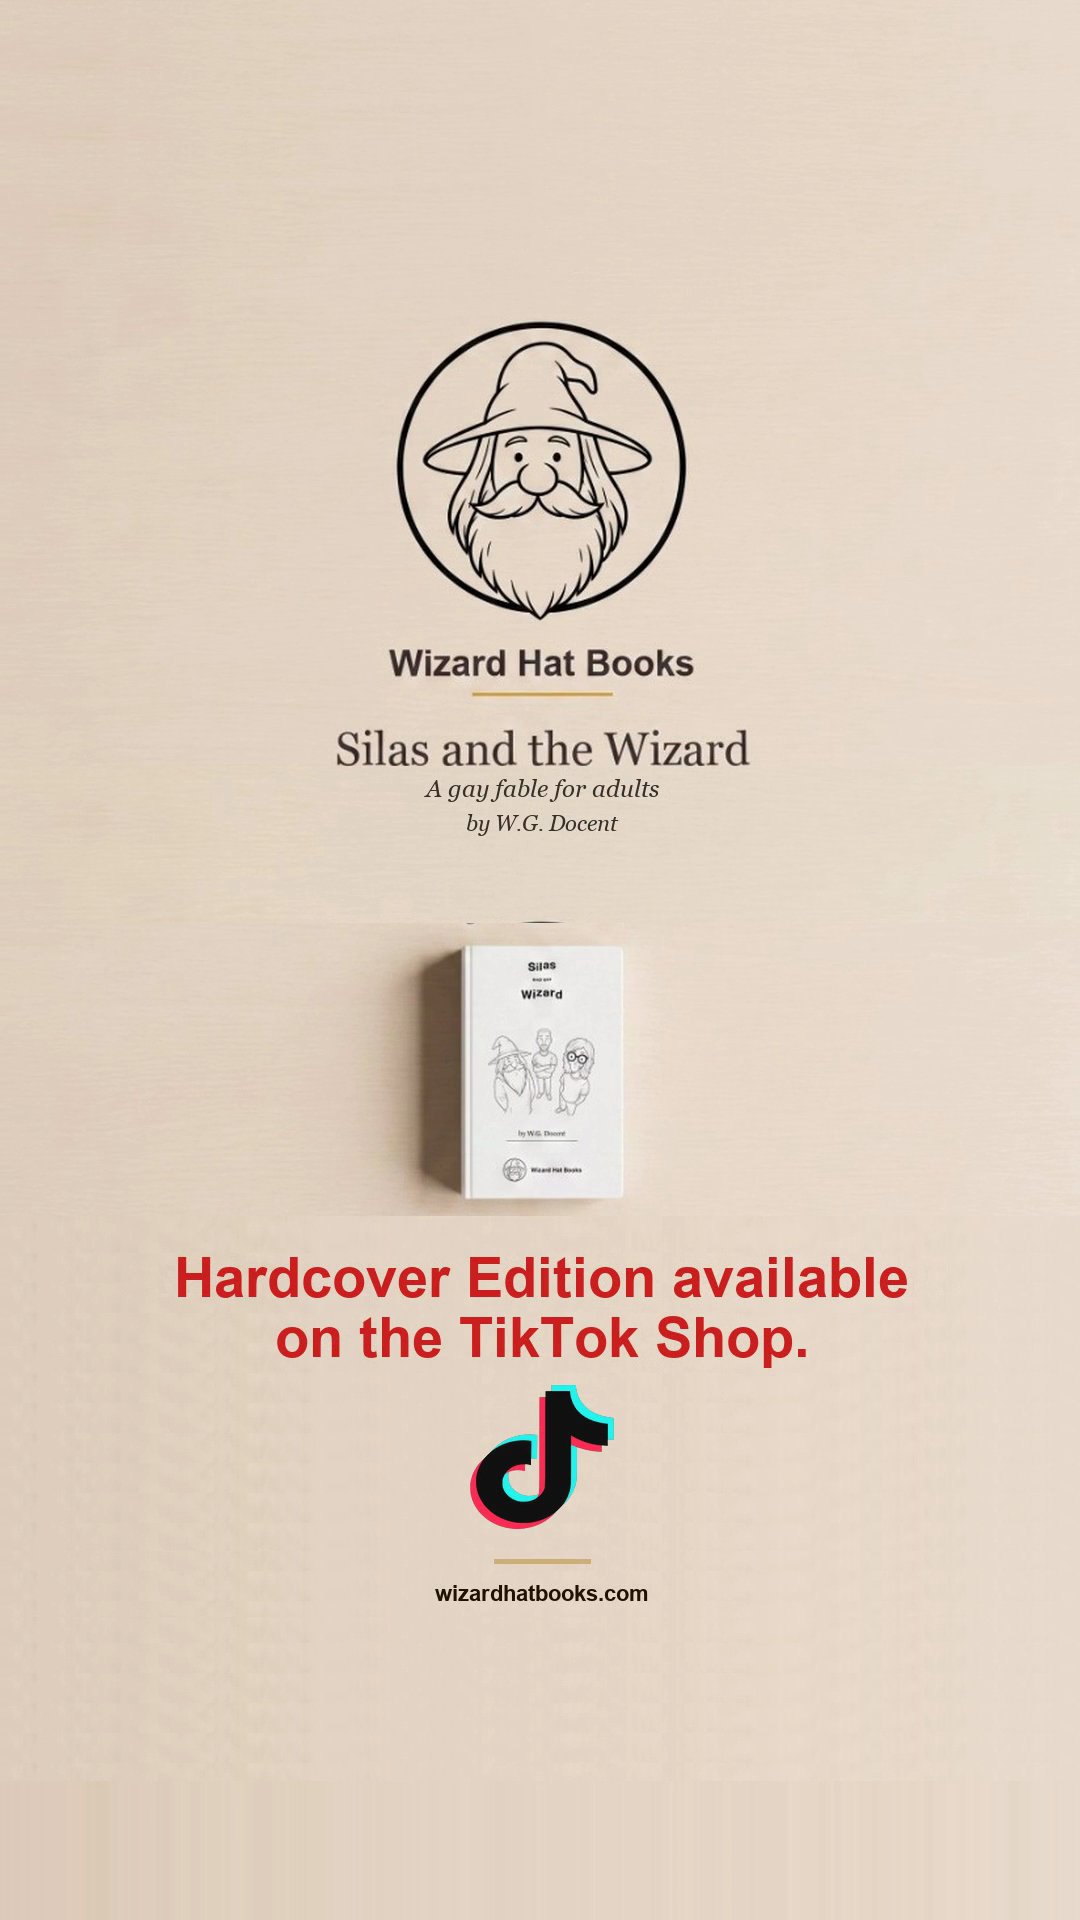 Wizard Hat Books
Silas and the Wizard
A gay fable for adults
by W.G. Docent
Silas
Wizard
by W.G. Docent
Wizard Hat Books
Hardcover Edition available
on the TikTok Shop.
wizardhatbooks.com